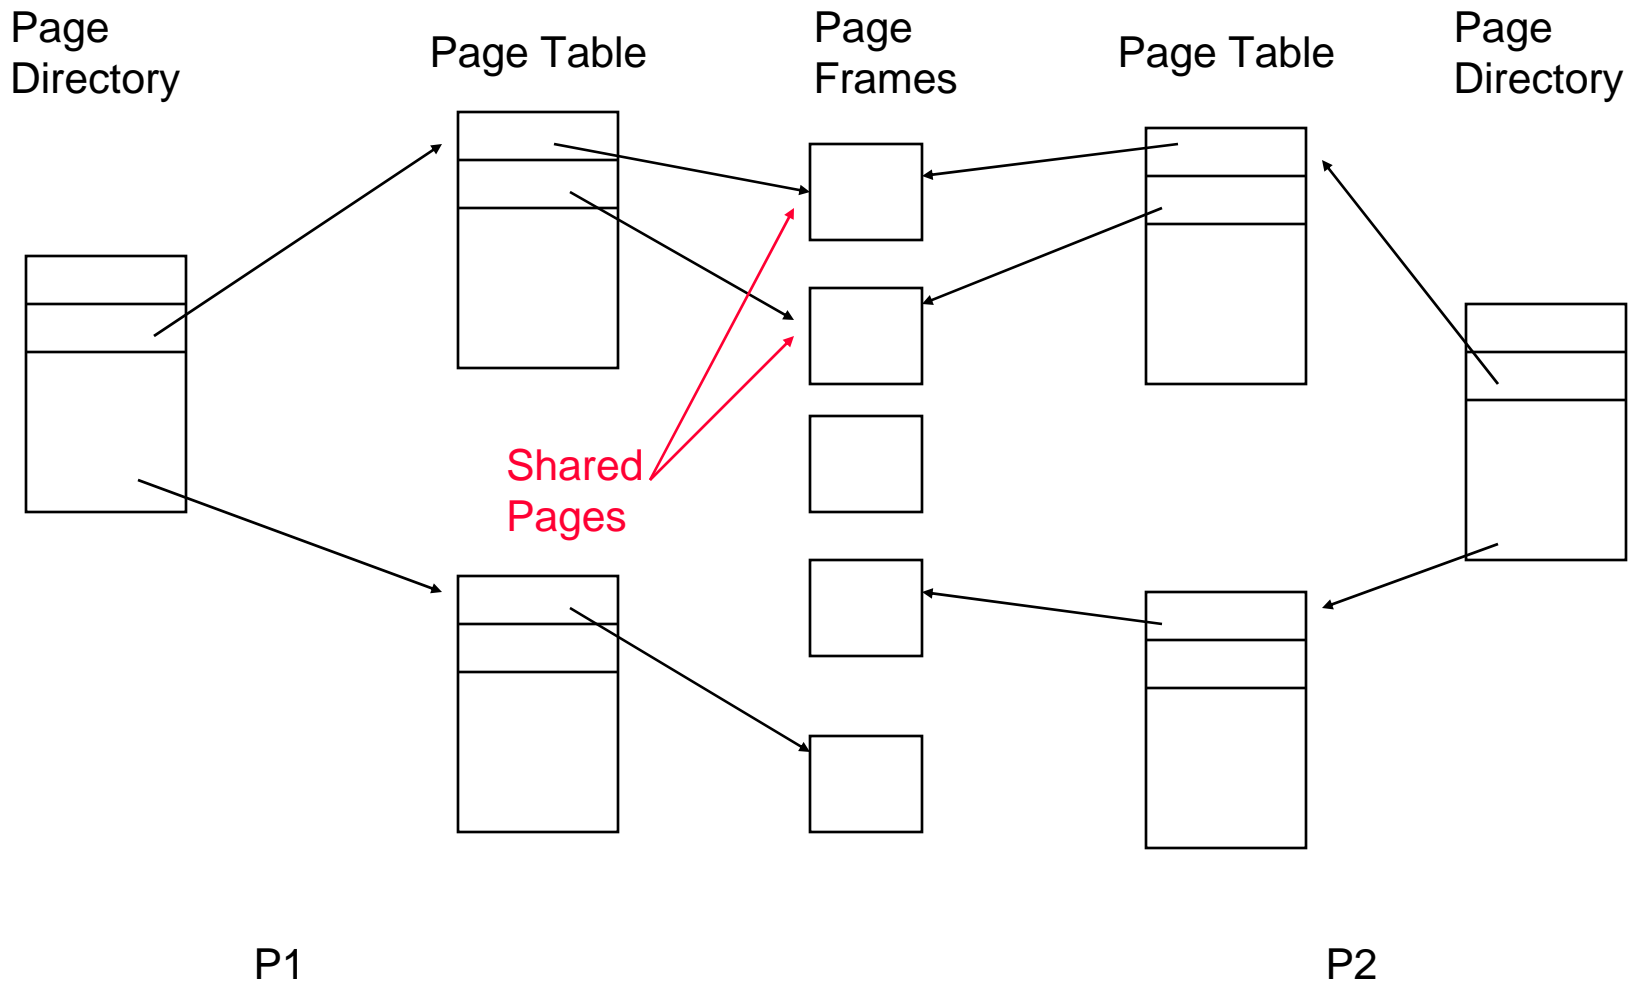 Page
Directory
Page Table
Page
Frames
Page Table
Page
Directory
Shared
Pages
P1
P2